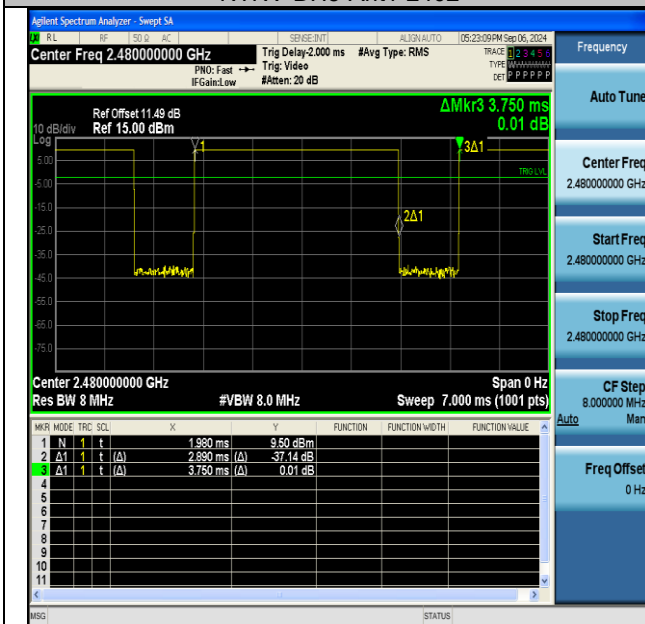 Agilent Spectrum Analyzer - Swept SA
RL RF 50 Ω AC SENSE:INT ALIGN AUTO 05:23:09 PM Sep 06, 2024
Center Freq 2.480000000 GHz
Trig Delay-2.000 ms #Avg Type: RMS
TRACE 1 2 3 4 5 6
PNO: Fast Trig: Video
TYPE
IFGain:Low #Atten: 20 dB
DET P P P P P P
Ref Offset 11.49 dB
10 dB/div Ref 15.00 dBm
ΔMkr3 3.750 ms
0.01 dB
Log
1
3Δ1
TRIG LVL
2Δ1
5.00
-5.00
-15.0
-25.0
-35.0
-45.0
-55.0
-65.0
-75.0
Center 2.480000000 GHz Span 0 Hz
Res BW 8 MHz #VBW 8.0 MHz Sweep 7.000 ms (1001 pts)
MKR MODE TRC SCL X Y FUNCTION FUNCTION WIDTH FUNCTION VALUE
1 N 1 t 1.980 ms 9.50 dBm
2 Δ1 1 t (Δ) 2.890 ms (Δ) -37.14 dB
3 Δ1 1 t (Δ) 3.750 ms (Δ) 0.01 dB
4
5
6
7
8
9
10
11
MSG STATUS
Frequency
Auto Tune
Center Freq
2.480000000 GHz
Start Freq
2.480000000 GHz
Stop Freq
2.480000000 GHz
CF Step
8.000000 MHz
Auto Man
Freq Offset
0 Hz